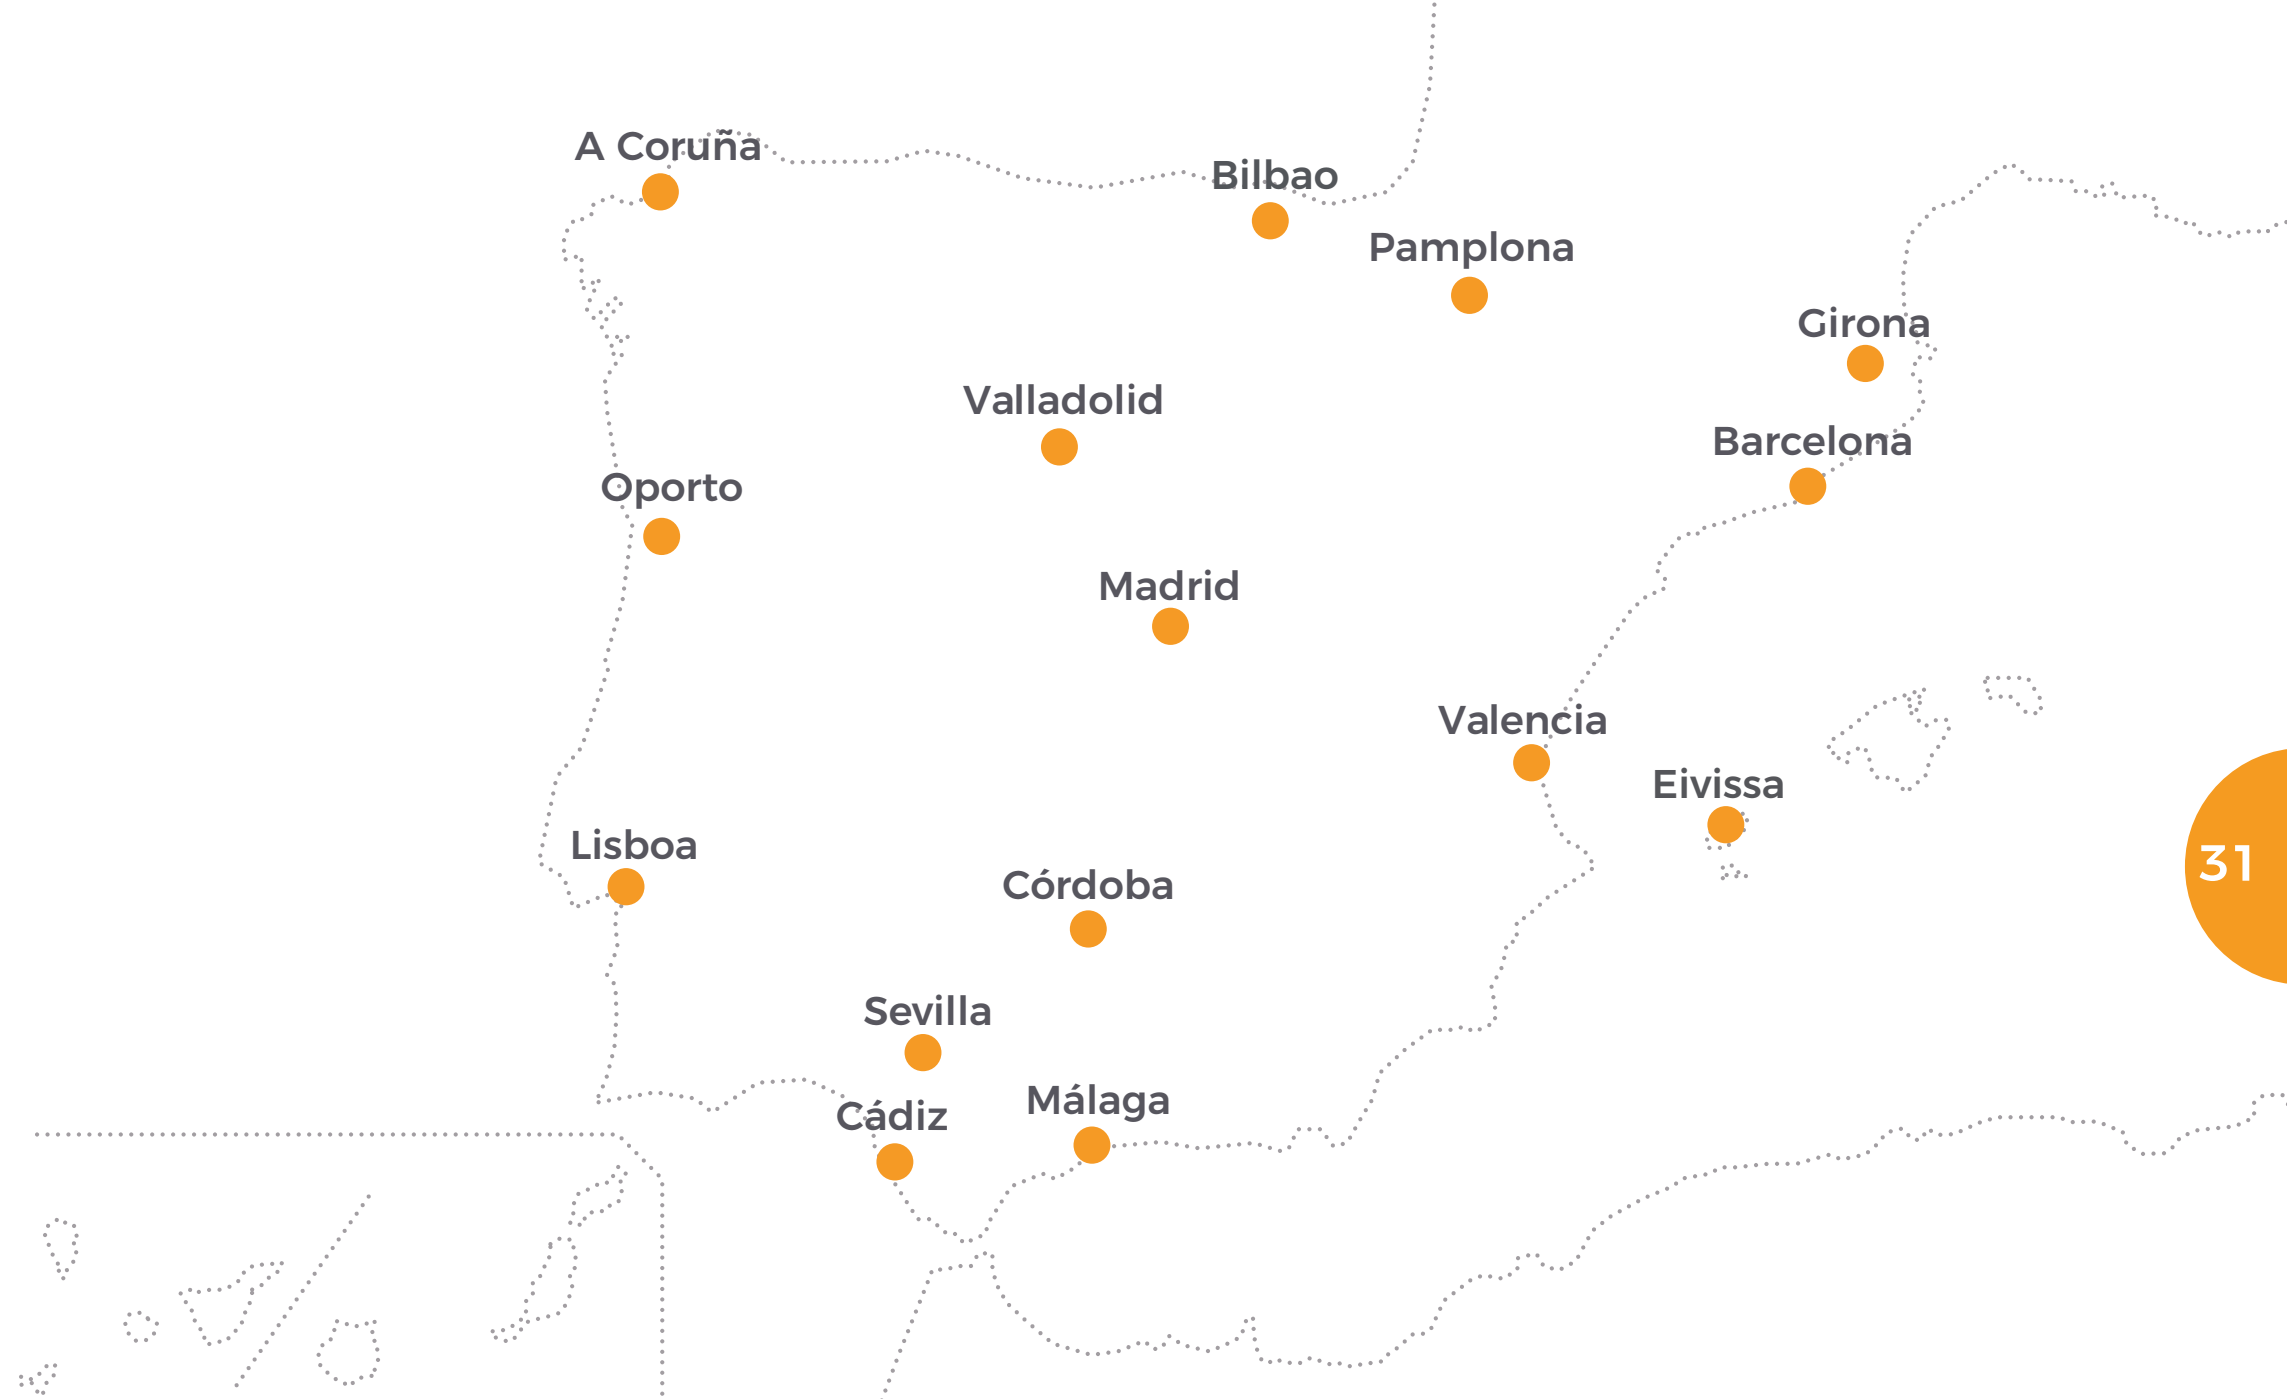 A Coruña
Bilbao
Pamplona
Girona
Valladolid
Barcelona
Oporto
Madrid
Valencia
Eivissa
Lisboa
31
Córdoba
Sevilla
Málaga
Cádiz